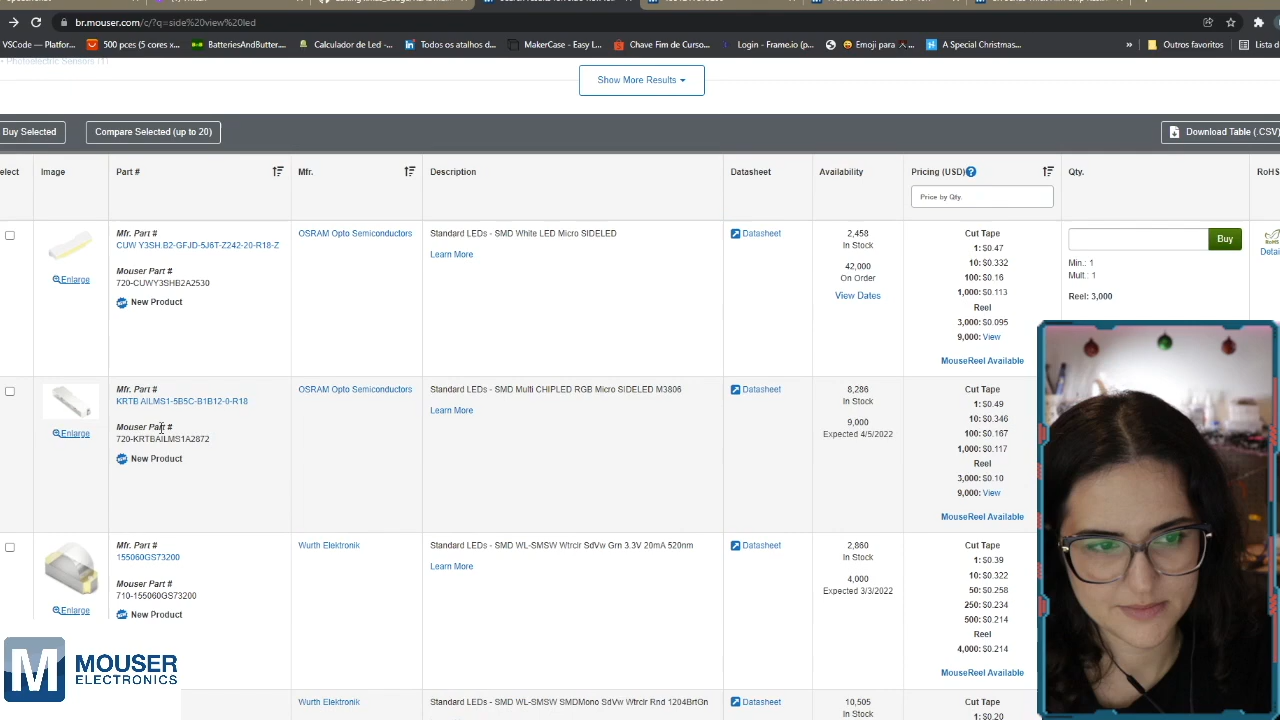 br.mouser.com/c/?q=side%20view%20led
VSCode — Platfor...
500 pces (5 cores x...
BatteriesAndButter...
Calculador de Led -...
Todos os atalhos d...
MakerCase - Easy L...
Chave Fim de Curso...
Login - Frame.io (p...
Emoji para
A Special Christmas...
»
Outros favoritos
Lista d
• Photoelectric Sensors (1)
Show More Results
Buy Selected
Compare Selected (up to 20)
Download Table (.CSV)
elect
Image
Part #
Mfr.
Description
Datasheet
Availability
Pricing (USD)
Qty.
RoHS
Price by Qty.
Enlarge
Mfr. Part #
CUW Y3SH.B2-GFJD-5J6T-Z242-20-R18-Z
Mouser Part #
720-CUWY3SHB2A2530
New Product
OSRAM Opto Semiconductors
Standard LEDs - SMD White LED Micro SIDELED
Learn More
Datasheet
2,458
In Stock
42,000
On Order
View Dates
Cut Tape
1: $0.47
10: $0.332
100: $0.16
1,000: $0.113
Reel
3,000: $0.095
9,000: View
MouseReel Available
Buy
Min.: 1
Mult.: 1
Reel: 3,000
RoHS
Detai
Enlarge
Mfr. Part #
KRTB AILMS1-5B5C-B1B12-0-R18
Mouser Part #
720-KRTBAILMS1A2872
New Product
OSRAM Opto Semiconductors
Standard LEDs - SMD Multi CHIPLED RGB Micro SIDELED M3806
Learn More
Datasheet
8,286
In Stock
9,000
Expected 4/5/2022
Cut Tape
1: $0.49
10: $0.346
100: $0.167
1,000: $0.117
Reel
3,000: $0.10
9,000: View
MouseReel Available
Enlarge
Mfr. Part #
155060GS73200
Mouser Part #
710-155060GS73200
New Product
Wurth Elektronik
Standard LEDs - SMD WL-SMSW Wtrclr SdVw Grn 3.3V 20mA 520nm
Learn More
Datasheet
2,860
In Stock
4,000
Expected 3/3/2022
Cut Tape
1: $0.39
10: $0.322
50: $0.258
250: $0.234
500: $0.214
Reel
4,000: $0.214
MouseReel Available
Wurth Elektronik
Standard LEDs - SMD WL-SMSW SMDMono SdVw Wtrclr Rnd 1204BrtGn
Datasheet
10,505
In Stock
Cut Tape
1: $0.20
M
MOUSER
ELECTRONICS